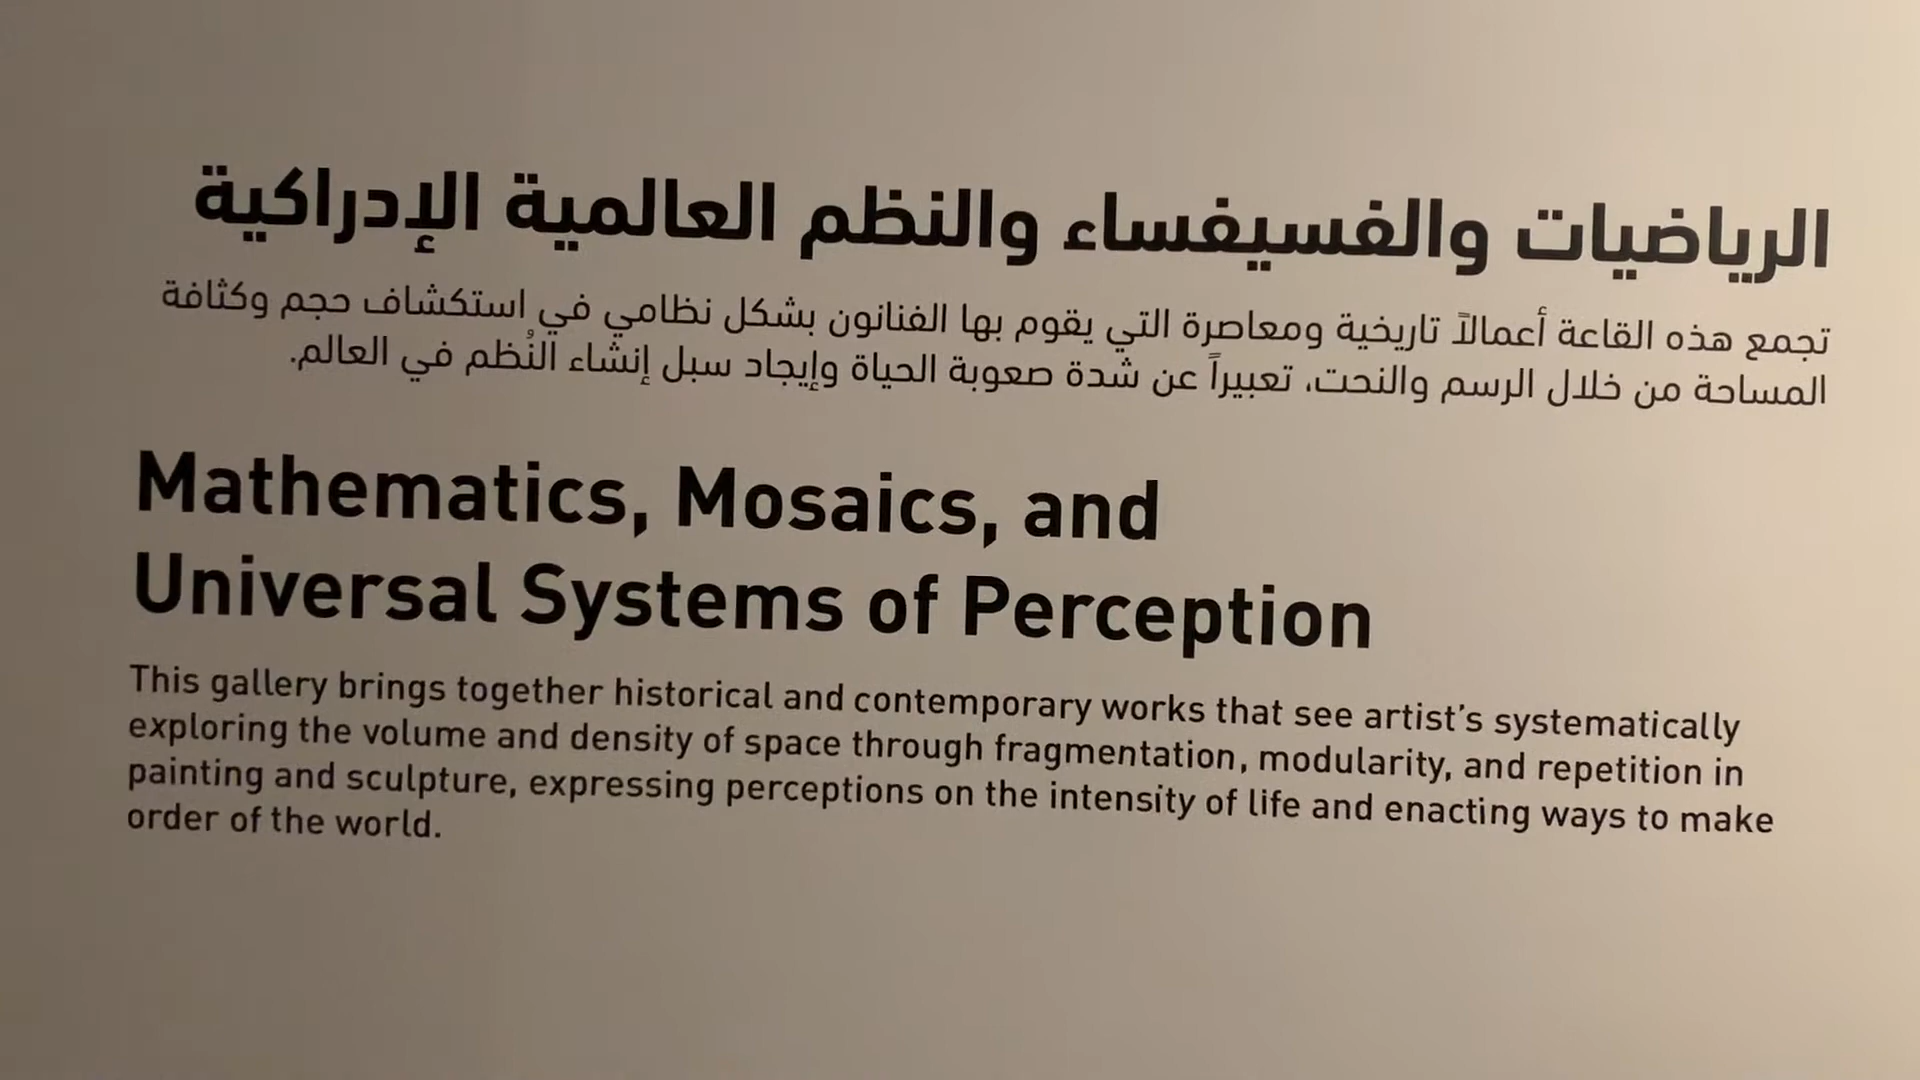 الرياضيات والفسيفساء والنظم العالمية الإدراكية
تجمع هذه القاعة أعمالاً تاريخية ومعاصرة التي يقوم بها الفنانون بشكل نظامي في استكشاف حجم وكثافة
المساحة من خلال الرسم والنحت، تعبيراً عن شدة صعوبة الحياة وإيجاد سبل إنشاء النُظم في العالم.
Mathematics, Mosaics, and
Universal Systems of Perception
This gallery brings together historical and contemporary works that see artist's systematically
exploring the volume and density of space through fragmentation, modularity, and repetition in
painting and sculpture, expressing perceptions on the intensity of life and enacting ways to make
order of the world.